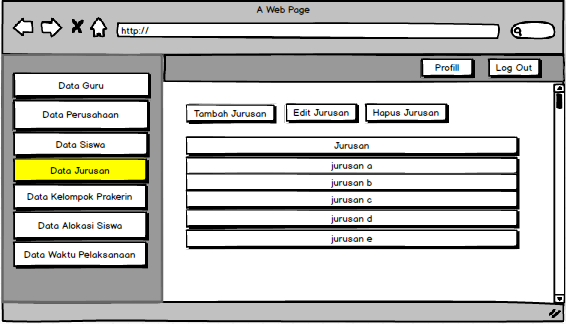 A Web Page
http://
Profill
Log Out
Data Guru
Data Perusahaan
Data Siswa
Data Jurusan
Data Kelompok Prakerin
Data Alokasi Siswa
Data Waktu Pelaksanaan
Tambah Jurusan
Edit Jurusan
Hapus Jurusan
Jurusan
jurusan a
jurusan b
jurusan c
jurusan d
jurusan e